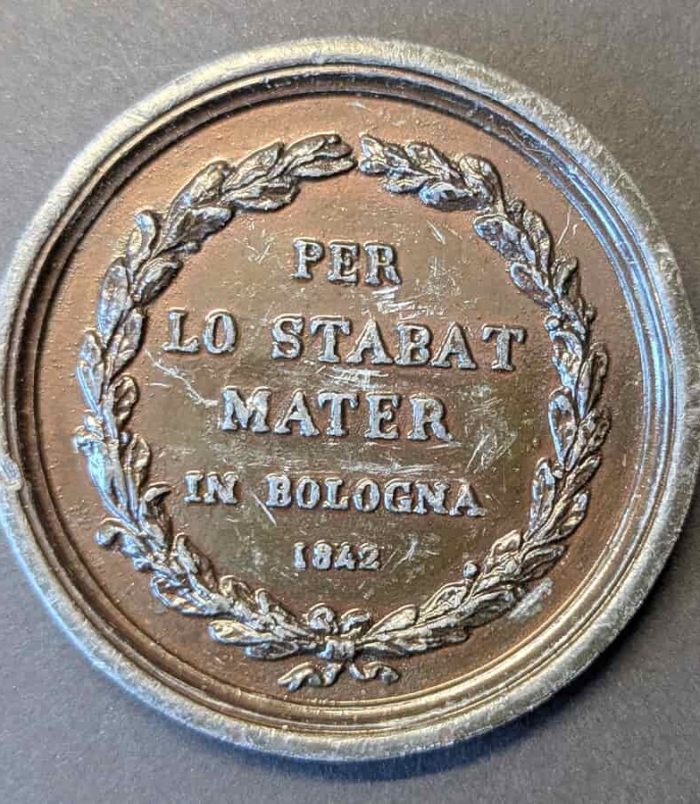 PER
LO STABAT
MATER
IN BOLOGNA
1842